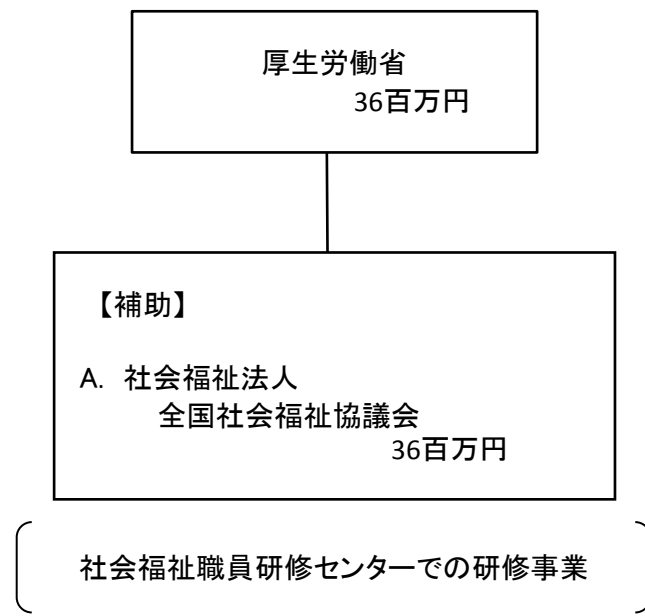 厚生労働省
36百万円
【補助】
A. 社会福祉法人
全国社会福祉協議会
36百万円
社会福祉職員研修センターでの研修事業